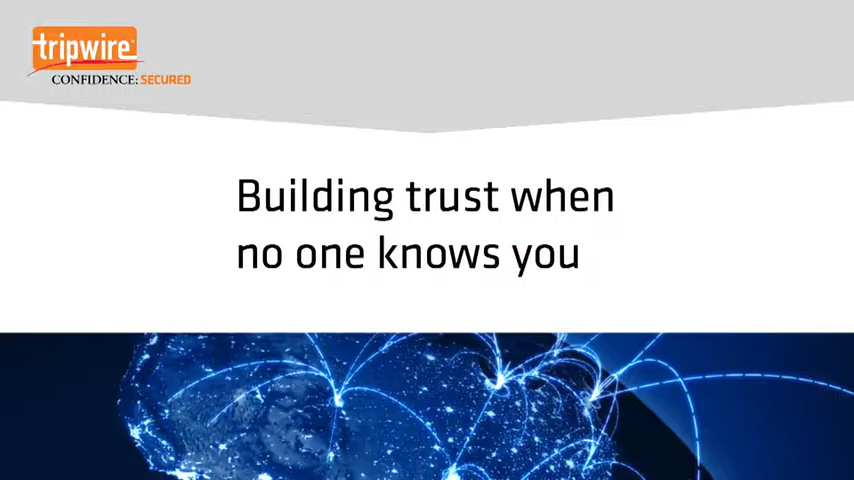 tripwire
CONFIDENCE: SECURED
Building trust when
no one knows you